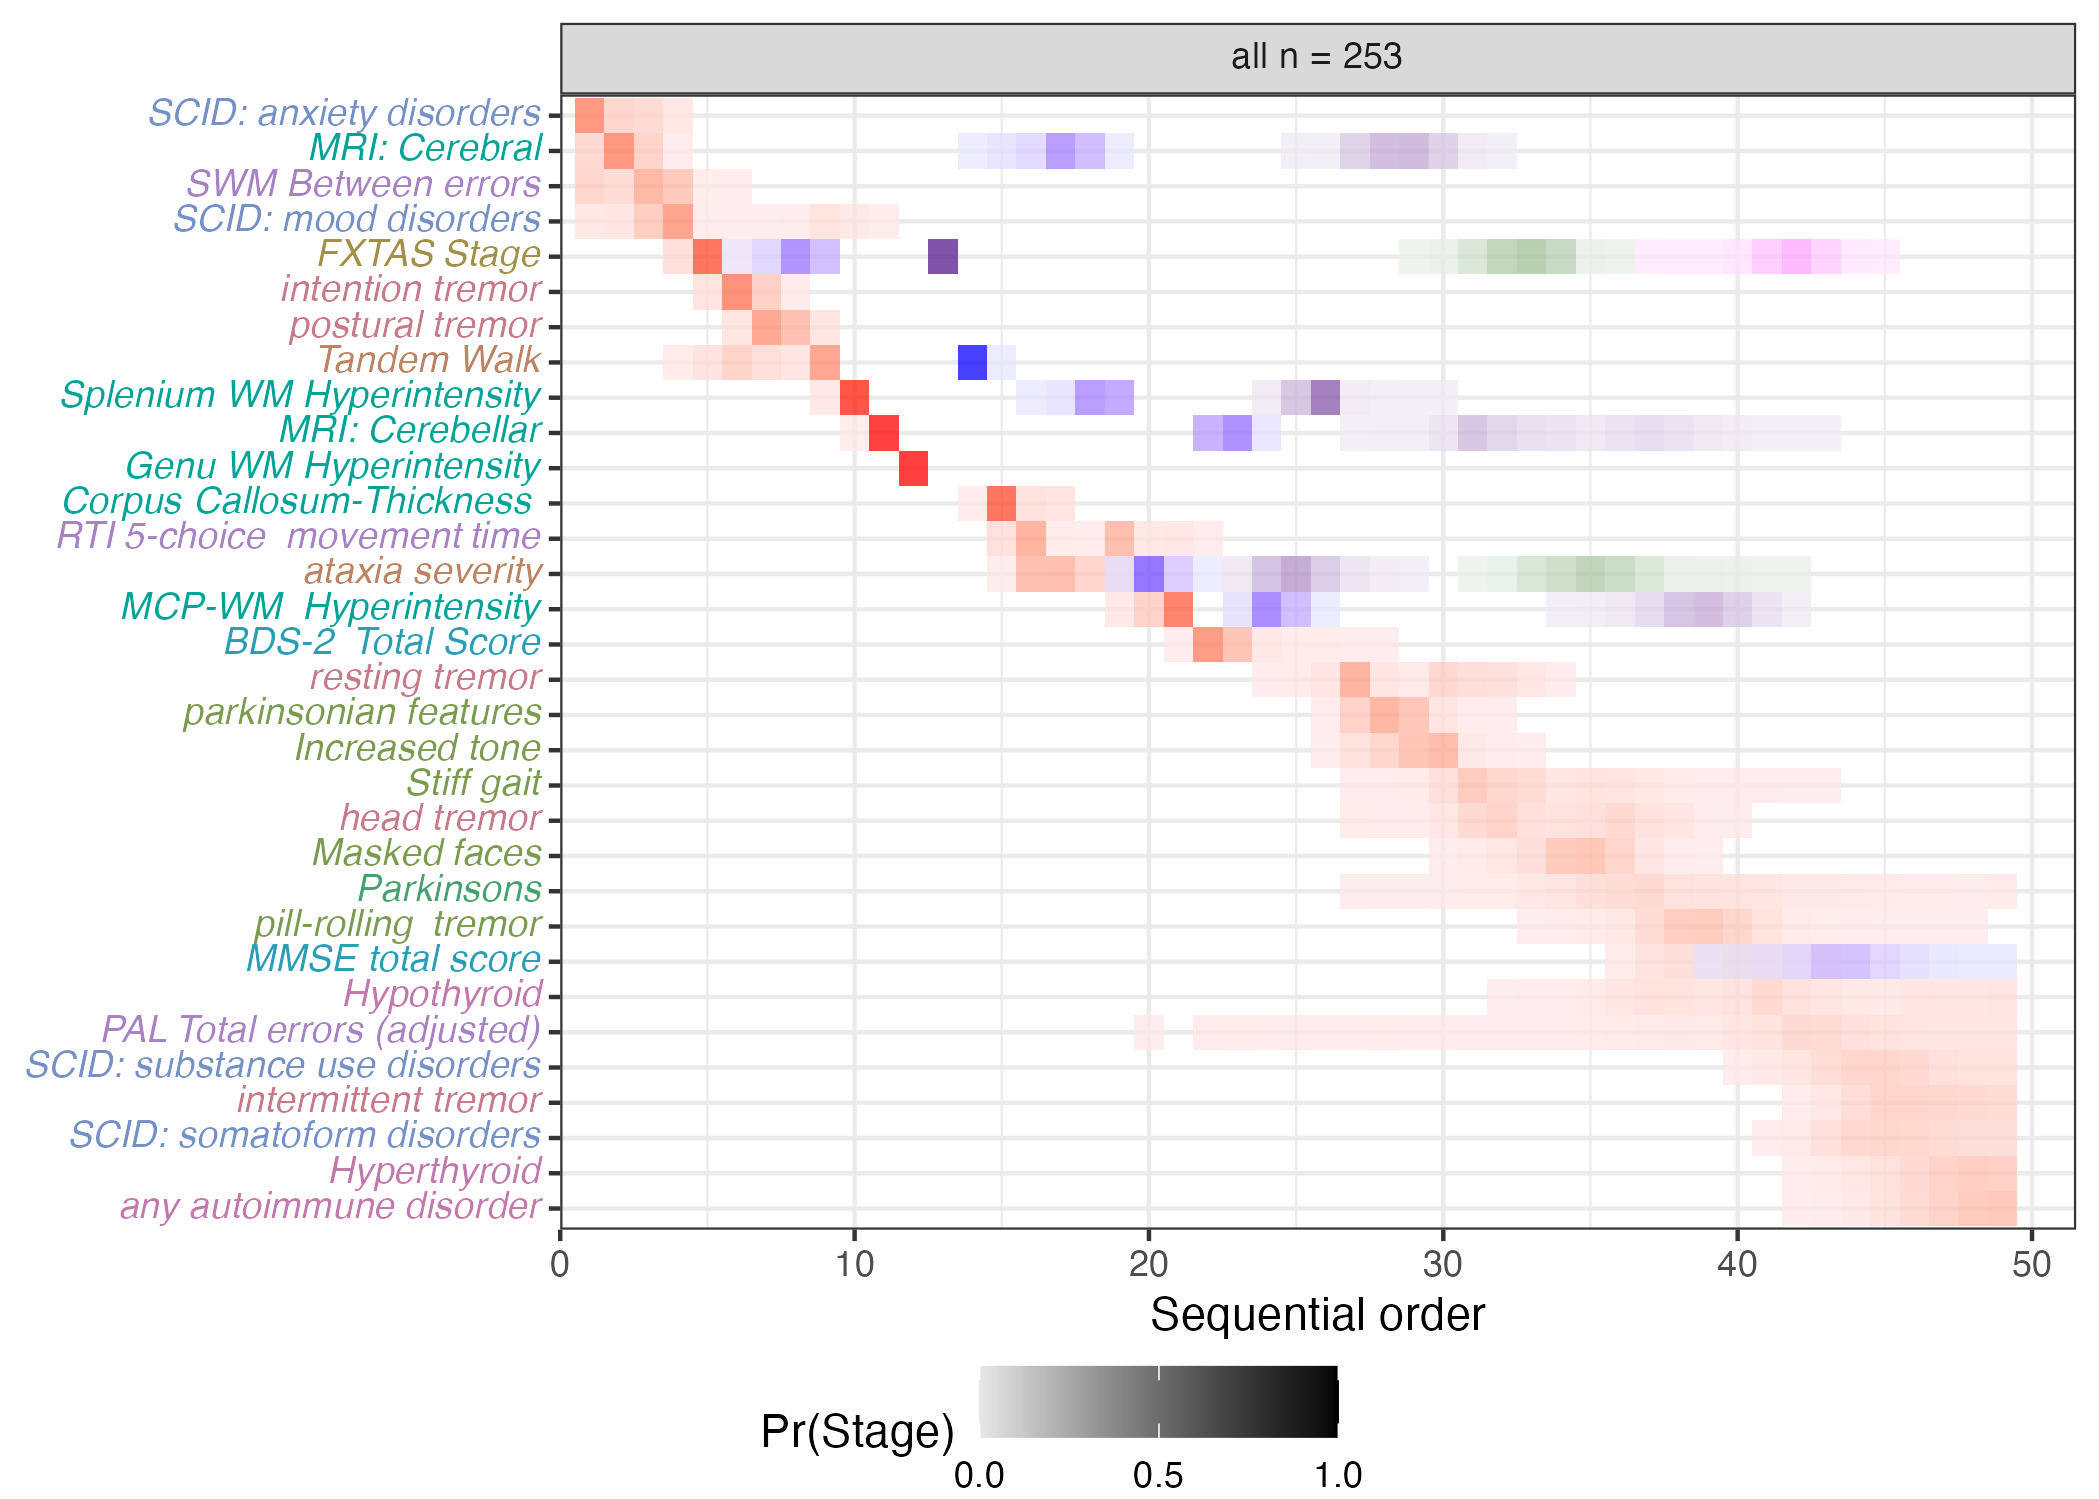 all n = 253
SCID: anxiety disorders
MRI: Cerebral
SWM Between errors
SCID: mood disorders
FXTAS Stage
intention tremor
postural tremor
Tandem Walk
Splenium WM Hyperintensity
MRI: Cerebellar
Genu WM Hyperintensity
Corpus Callosum-Thickness
RTI 5-choice movement time
ataxia severity
MCP-WM Hyperintensity
BDS-2 Total Score
resting tremor
parkinsonian features
Increased tone
Stiff gait
head tremor
Masked faces
Parkinsons
pill-rolling tremor
MMSE total score
Hypothyroid
PAL Total errors (adjusted)
SCID: substance use disorders
intermittent tremor
SCID: somatoform disorders
Hyperthyroid
any autoimmune disorder
0 10 20 30 40 50
Sequential order
Pr(Stage)
0.0 0.5 1.0